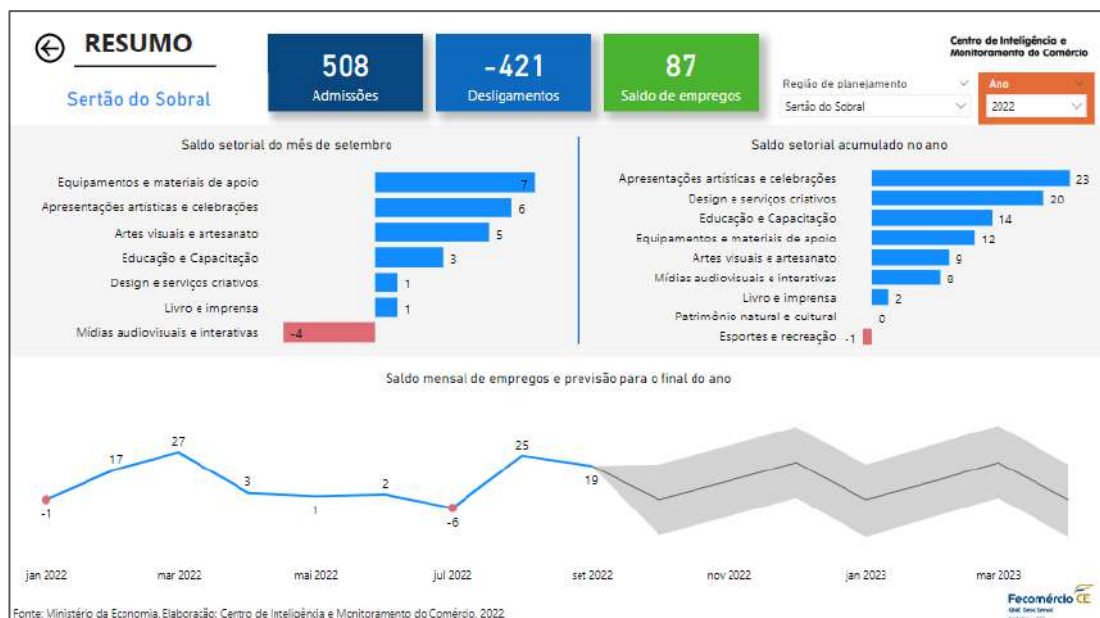 RESUMO
Sertão do Sobral
508
Admissões
-421
Desligamentos
87
Saldo de empregos
Centro de Inteligência e
Monitoramento do Comércio
Região de planejamento
Sertão do Sobral
Ano
2022
Saldo setorial do mês de setembro
Equipamentos e materiais de apoio 7
Apresentações artísticas e celebrações 6
Artes visuais e artesanato 5
Educação e Capacitação 3
Design e serviços criativos 1
Livro e imprensa 1
Mídias audiovisuais e interativas -4
Saldo setorial acumulado no ano
Apresentações artísticas e celebrações 23
Design e serviços criativos 20
Educação e Capacitação 14
Equipamentos e materiais de apoio 12
Artes visuais e artesanato 9
Mídias audiovisuais e interativas 8
Livro e imprensa 2
Patrimônio natural e cultural 0
Esportes e recreação -1
Saldo mensal de empregos e previsão para o final do ano
-1 17 27 3 1 2 -6 25 19
jan 2022 mar 2022 mai 2022 jul 2022 set 2022 nov 2022 jan 2023 mar 2023
Fonte: Ministério da Economia. Elaboração: Centro de Inteligência e Monitoramento do Comércio. 2022
Fecomércio CE